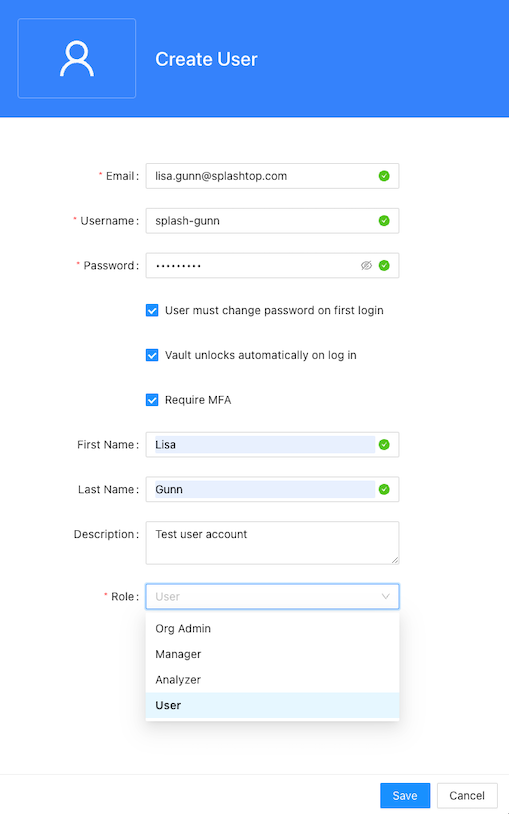 Create User
* Email: lisa.gunn@splashtop.com
* Username: splash-gunn
* Password: •••••••••
User must change password on first login
Vault unlocks automatically on log in
Require MFA
First Name: Lisa
Last Name: Gunn
Description: Test user account
* Role: User
Org Admin
Manager
Analyzer
User
Save Cancel